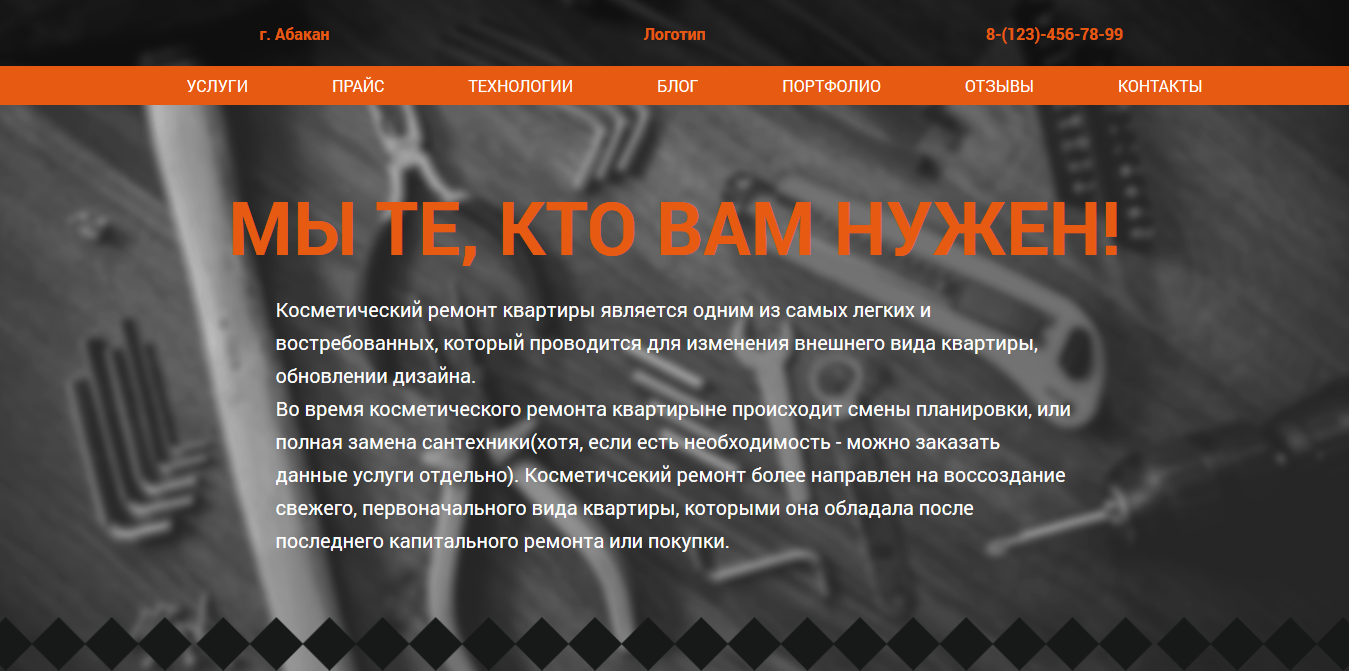 г. Абакан Логотип 8-(123)-456-78-99
УСЛУГИ ПРАЙС ТЕХНОЛОГИИ БЛОГ ПОРТФОЛИО ОТЗЫВЫ КОНТАКТЫ
МЫ ТЕ, КТО ВАМ НУЖЕН!
Косметический ремонт квартиры является одним из самых легких и
востребованных, который проводится для изменения внешнего вида квартиры,
обновлении дизайна.
Во время косметического ремонта квартирыне происходит смены планировки, или
полная замена сантехники(хотя, если есть необходимость - можно заказать
данные услуги отдельно). Косметичсекий ремонт более направлен на воссоздание
свежего, первоначального вида квартиры, которыми она обладала после
последнего капитального ремонта или покупки.